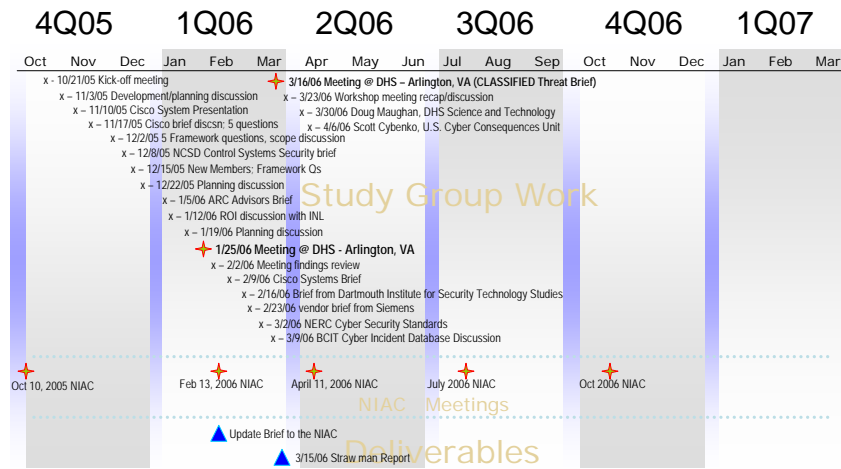 4Q05 1Q06 2Q06 3Q06 4Q06 1Q07
Oct Nov Dec Jan Feb Mar Apr May Jun Jul Aug Sep Oct Nov Dec Jan Feb Mar
x - 10/21/05 Kick-off meeting
3/16/06 Meeting @ DHS – Arlington, VA (CLASSIFIED Threat Brief)
x – 11/3/05 Development/planning discussion
x – 3/23/06 Workshop meeting recap/discussion
x – 11/10/05 Cisco System Presentation
x – 3/30/06 Doug Maughan, DHS Science and Technology
x – 11/17/05 Cisco brief discsn; 5 questions
x – 4/6/06 Scott Cybenko, U.S. Cyber Consequences Unit
x – 12/2/05 5 Framework questions, scope discussion
x – 12/8/05 NCSD Control Systems Security brief
x – 12/15/05 New Members; Framework Qs
x – 12/22/05 Planning discussion
Study Group Work
x – 1/5/06 ARC Advisors Brief
x – 1/12/06 ROI discussion with INL
x – 1/19/06 Planning discussion
1/25/06 Meeting @ DHS - Arlington, VA
x – 2/2/06 Meeting findings review
x – 2/9/06 Cisco Systems Brief
x – 2/16/06 Brief from Dartmouth Institute for Security Technology Studies
x – 2/23/06 vendor brief from Siemens
x – 3/2/06 NERC Cyber Security Standards
x – 3/9/06 BCIT Cyber Incident Database Discussion
Oct 10, 2005 NIAC Feb 13, 2006 NIAC April 11, 2006 NIAC July 2006 NIAC Oct 2006 NIAC
NIAC Meetings
Update Brief to the NIAC
Deliverables
3/15/06 Straw man Report